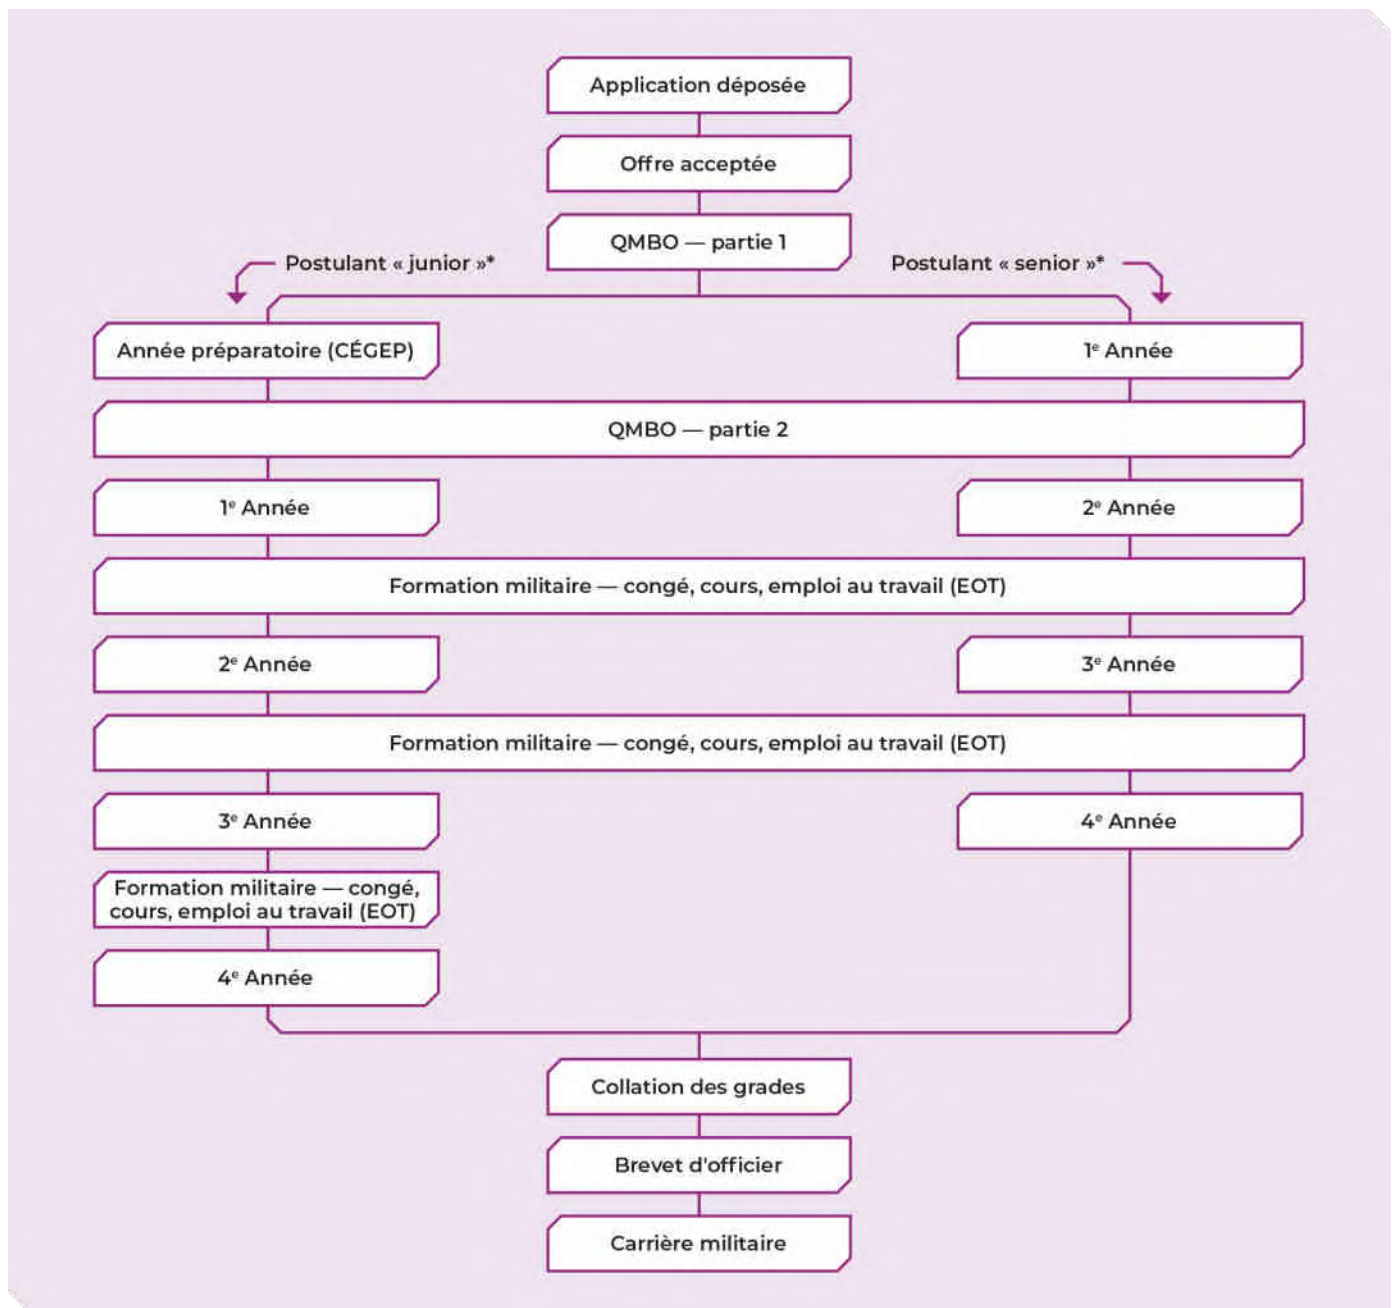 Application déposée
Offre acceptée
QMBO — partie 1
Postulant « junior »*
Postulant « senior »*
Année préparatoire (CÉGEP)
1e Année
QMBO — partie 2
1e Année
2e Année
Formation militaire — congé, cours, emploi au travail (EOT)
2e Année
3e Année
Formation militaire — congé, cours, emploi au travail (EOT)
3e Année
4e Année
Formation militaire — congé,
cours, emploi au travail (EOT)
4e Année
Collation des grades
Brevet d'officier
Carrière militaire